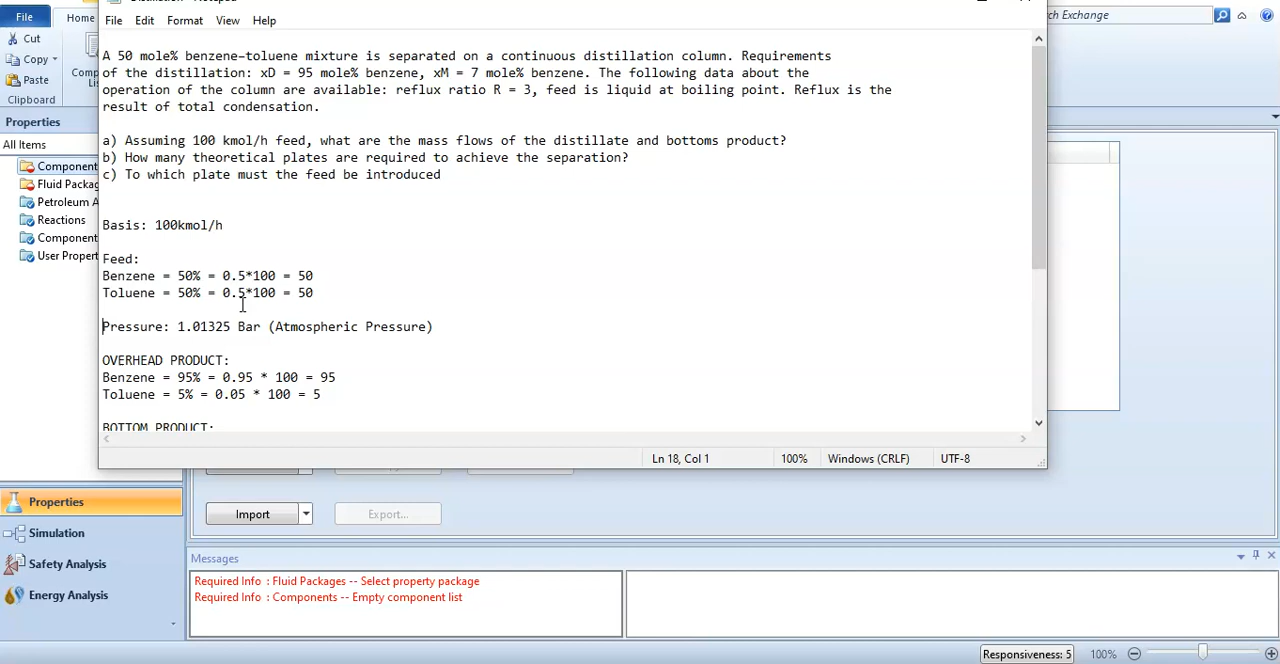 File
Home
ch Exchange
Cut
Copy
Paste
Comp
Lis
Clipboard
Properties
All Items
Component
Fluid Packag
Petroleum A
Reactions
Component
User Propert
File Edit Format View Help
A 50 mole% benzene–toluene mixture is separated on a continuous distillation column. Requirements
of the distillation: xD = 95 mole% benzene, xM = 7 mole% benzene. The following data about the
operation of the column are available: reflux ratio R = 3, feed is liquid at boiling point. Reflux is the
result of total condensation.
a) Assuming 100 kmol/h feed, what are the mass flows of the distillate and bottoms product?
b) How many theoretical plates are required to achieve the separation?
c) To which plate must the feed be introduced
Basis: 100kmol/h
Feed:
Benzene = 50% = 0.5*100 = 50
Toluene = 50% = 0.5*100 = 50
Pressure: 1.01325 Bar (Atmospheric Pressure)
OVERHEAD PRODUCT:
Benzene = 95% = 0.95 * 100 = 95
Toluene = 5% = 0.05 * 100 = 5
BOTTOM PRODUCT:
Ln 18, Col 1
100%
Windows (CRLF)
UTF-8
Import
Export...
Properties
Simulation
Safety Analysis
Energy Analysis
Messages
Required Info : Fluid Packages -- Select property package
Required Info : Components -- Empty component list
Responsiveness: 5
100%